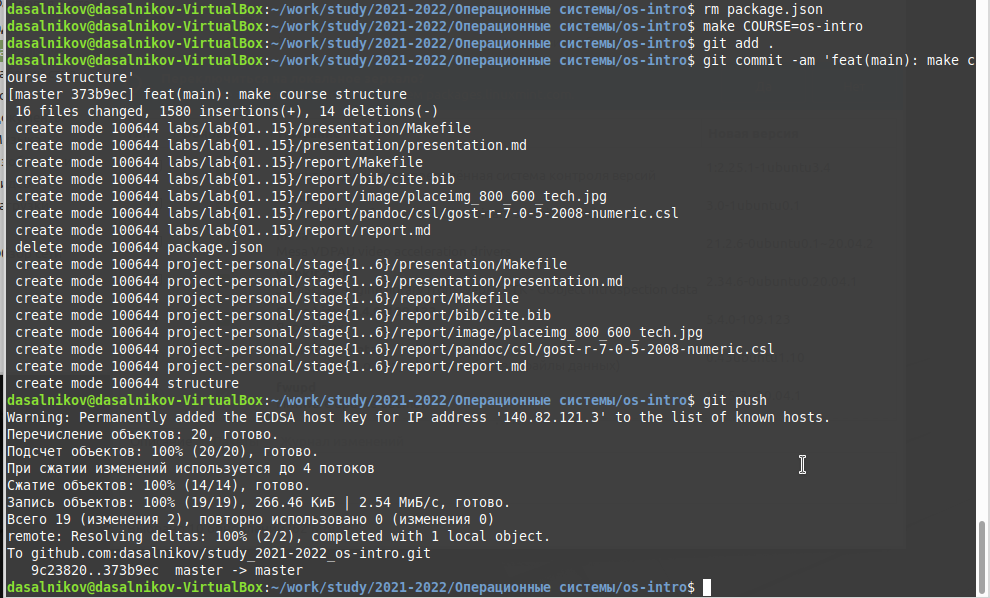 dasalnikov@dasalnikov-VirtualBox:~/work/study/2021-2022/Операционные системы/os-intro$ rm package.json
dasalnikov@dasalnikov-VirtualBox:~/work/study/2021-2022/Операционные системы/os-intro$ make COURSE=os-intro
dasalnikov@dasalnikov-VirtualBox:~/work/study/2021-2022/Операционные системы/os-intro$ git add .
dasalnikov@dasalnikov-VirtualBox:~/work/study/2021-2022/Операционные системы/os-intro$ git commit -am 'feat(main): make c
ourse structure'
[master 373b9ec] feat(main): make course structure
 16 files changed, 1580 insertions(+), 14 deletions(-)
 create mode 100644 labs/lab{01..15}/presentation/Makefile
 create mode 100644 labs/lab{01..15}/presentation/presentation.md
 create mode 100644 labs/lab{01..15}/report/Makefile
 create mode 100644 labs/lab{01..15}/report/bib/cite.bib
 create mode 100644 labs/lab{01..15}/report/image/placeimg_800_600_tech.jpg
 create mode 100644 labs/lab{01..15}/report/pandoc/csl/gost-r-7-0-5-2008-numeric.csl
 create mode 100644 labs/lab{01..15}/report/report.md
 delete mode 100644 package.json
 create mode 100644 project-personal/stage{1..6}/presentation/Makefile
 create mode 100644 project-personal/stage{1..6}/presentation/presentation.md
 create mode 100644 project-personal/stage{1..6}/report/Makefile
 create mode 100644 project-personal/stage{1..6}/report/bib/cite.bib
 create mode 100644 project-personal/stage{1..6}/report/image/placeimg_800_600_tech.jpg
 create mode 100644 project-personal/stage{1..6}/report/pandoc/csl/gost-r-7-0-5-2008-numeric.csl
 create mode 100644 project-personal/stage{1..6}/report/report.md
 create mode 100644 structure
dasalnikov@dasalnikov-VirtualBox:~/work/study/2021-2022/Операционные системы/os-intro$ git push
Warning: Permanently added the ECDSA host key for IP address '140.82.121.3' to the list of known hosts.
Перечисление объектов: 20, готово.
Подсчет объектов: 100% (20/20), готово.
При сжатии изменений используется до 4 потоков
Сжатие объектов: 100% (14/14), готово.
Запись объектов: 100% (19/19), 266.46 КиБ | 2.54 МиБ/с, готово.
Всего 19 (изменения 2), повторно использовано 0 (изменения 0)
remote: Resolving deltas: 100% (2/2), completed with 1 local object.
To github.com:dasalnikov/study_2021-2022_os-intro.git
   9c23820..373b9ec  master -> master
dasalnikov@dasalnikov-VirtualBox:~/work/study/2021-2022/Операционные системы/os-intro$